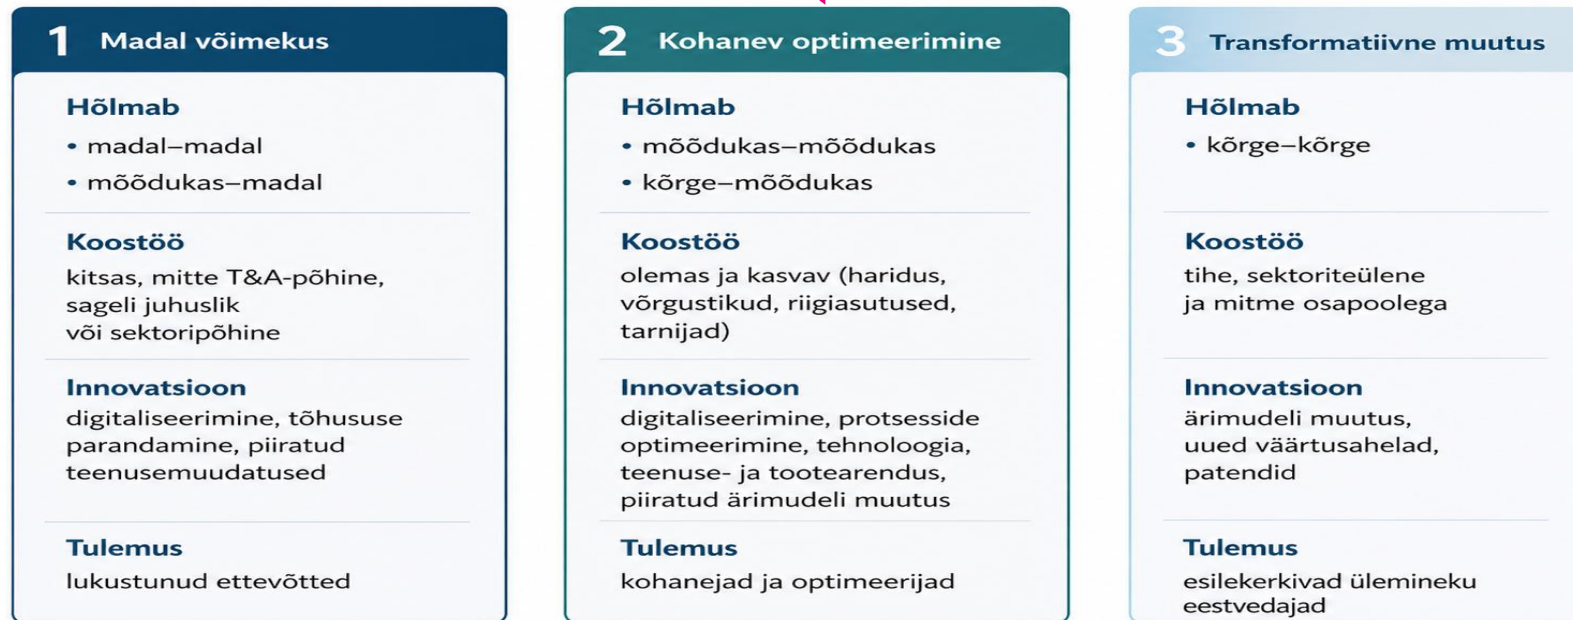 1 Madal võimekus
Hõlmab
• madal–madal
• mõõdukas–madal
Koostöö
kitsas, mitte T&A-põhine,
sageli juhuslik
või sektoripõhine
Innovatsioon
digitaliseerimine, tõhususe
parandamine, piiratud
teenusemuudatused
Tulemus
lukustunud ettevõtted
2 Kohanev optimeerimine
Hõlmab
• mõõdukas–mõõdukas
• kõrge–mõõdukas
Koostöö
olemas ja kasvav (haridus,
võrgustikud, riigiasutused,
tarnijad)
Innovatsioon
digitaliseerimine, protsesside
optimeerimine, tehnoloogia,
teenuse- ja tootearendus,
piiratud ärimudeli muutus
Tulemus
kohanejad ja optimeerijad
3 Transformatiivne muutus
Hõlmab
• kõrge–kõrge
Koostöö
tihe, sektoriteülene
ja mitme osapoolega
Innovatsioon
ärimudeli muutus,
uued väärtusahelad,
patendid
Tulemus
esilekerkivad ülemineku
eestvedajad